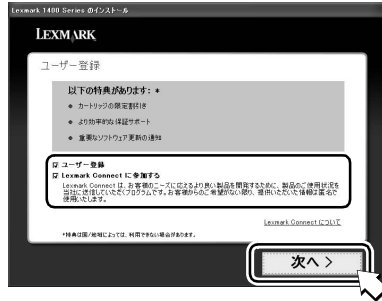 Lexmark 1400 Series のインストール
LEXMARK
ユーザー登録
以下の特典があります: *
● カートリッジの限定割引き
● より効率的な保証サポート
● 重要なソフトウェア更新の通知
ユーザー登録
Lexmark Connect に参加する
Lexmark Connect は、お客様のニーズに応えるより良い製品を開発するために、製品のご使用状況を
当社に送信していただくプログラムです。お客様からのご希望がない限り、提供いただいた情報は匿名で
使用いたします。
Lexmark Connect について
*特典は国/地域によっては、利用できない場合があります。
次へ >